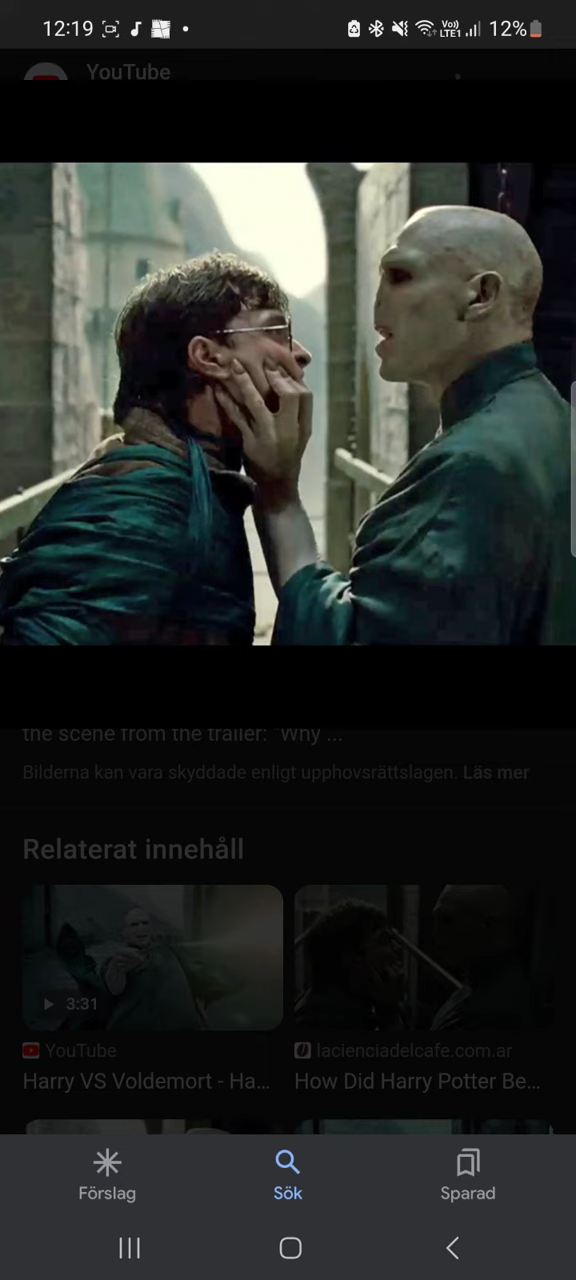 12:19
Vo))
LTE1
12%
YouTube
the scene from the trailer: "Why ...
Bilderna kan vara skyddade enligt upphovsrättslagen. Läs mer
Relaterat innehåll
3:31
YouTube
lacienciadelcafe.com.ar
Harry VS Voldemort - Ha...
How Did Harry Potter Be...
Förslag
Sök
Sparad